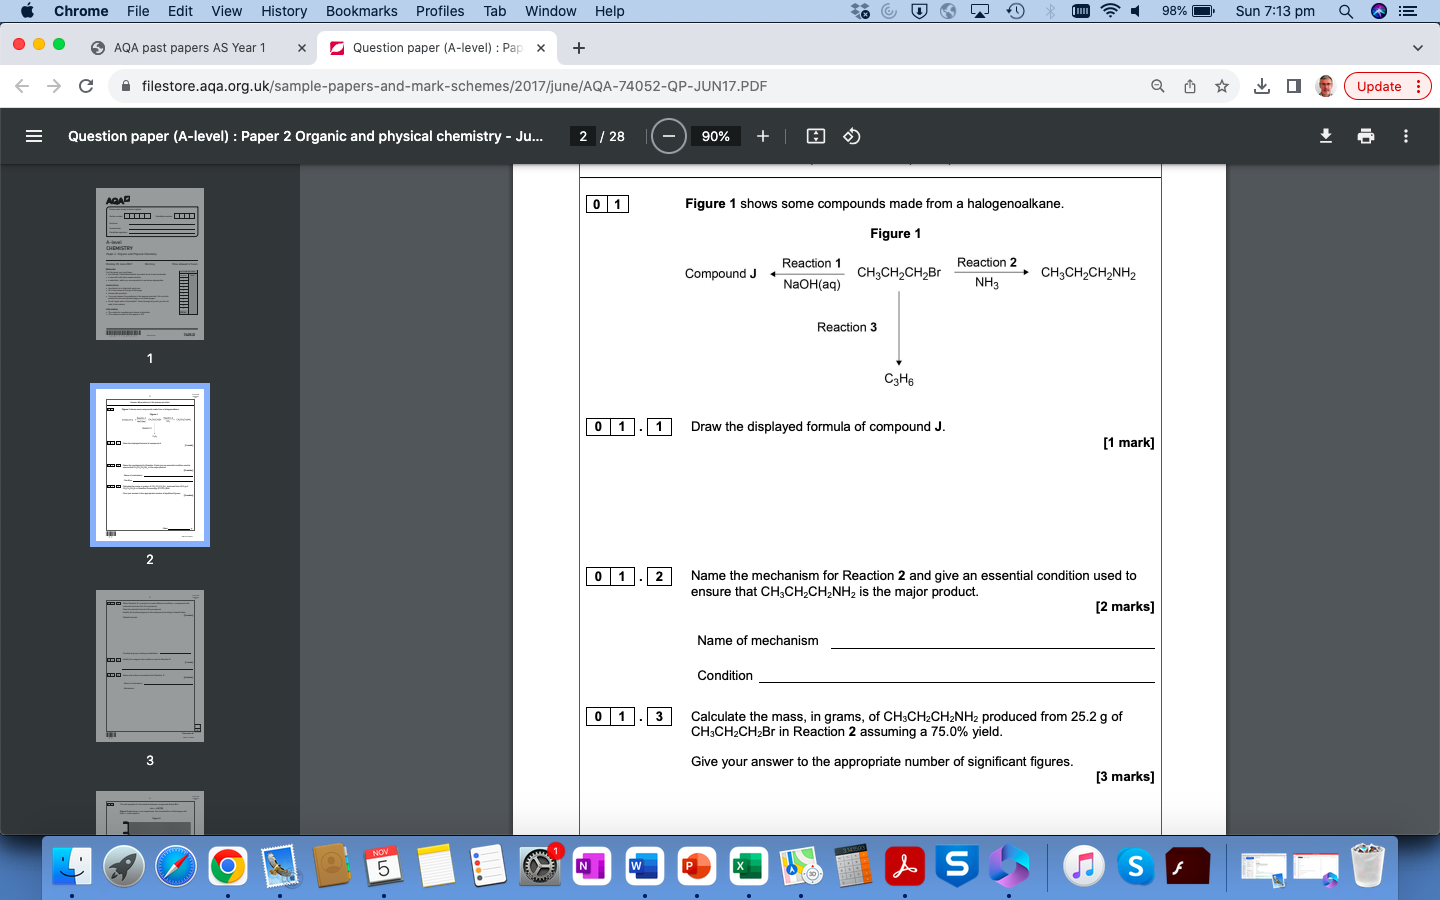 Chrome File Edit View History Bookmarks Profiles Tab Window Help 98% Sun 7:13 pm
AQA past papers AS Year 1
Question paper (A-level) : Pap
filestore.aqa.org.uk/sample-papers-and-mark-schemes/2017/june/AQA-74052-QP-JUN17.PDF
Update
Question paper (A-level) : Paper 2 Organic and physical chemistry - Ju... 2 / 28 90%
AQA
A-level
CHEMISTRY
1
2
3
0 1 Figure 1 shows some compounds made from a halogenoalkane.
Figure 1
Reaction 1 Reaction 2
Compound J CH₃CH₂CH₂Br CH₃CH₂CH₂NH₂
NaOH(aq) NH₃
Reaction 3
C₃H₆
0 1 . 1 Draw the displayed formula of compound J.
[1 mark]
0 1 . 2 Name the mechanism for Reaction 2 and give an essential condition used to
ensure that CH₃CH₂CH₂NH₂ is the major product.
[2 marks]
Name of mechanism
Condition
0 1 . 3 Calculate the mass, in grams, of CH₃CH₂CH₂NH₂ produced from 25.2 g of
CH₃CH₂CH₂Br in Reaction 2 assuming a 75.0% yield.
Give your answer to the appropriate number of significant figures.
[3 marks]
NOV
5
1
N
W
P
X
S
S
f